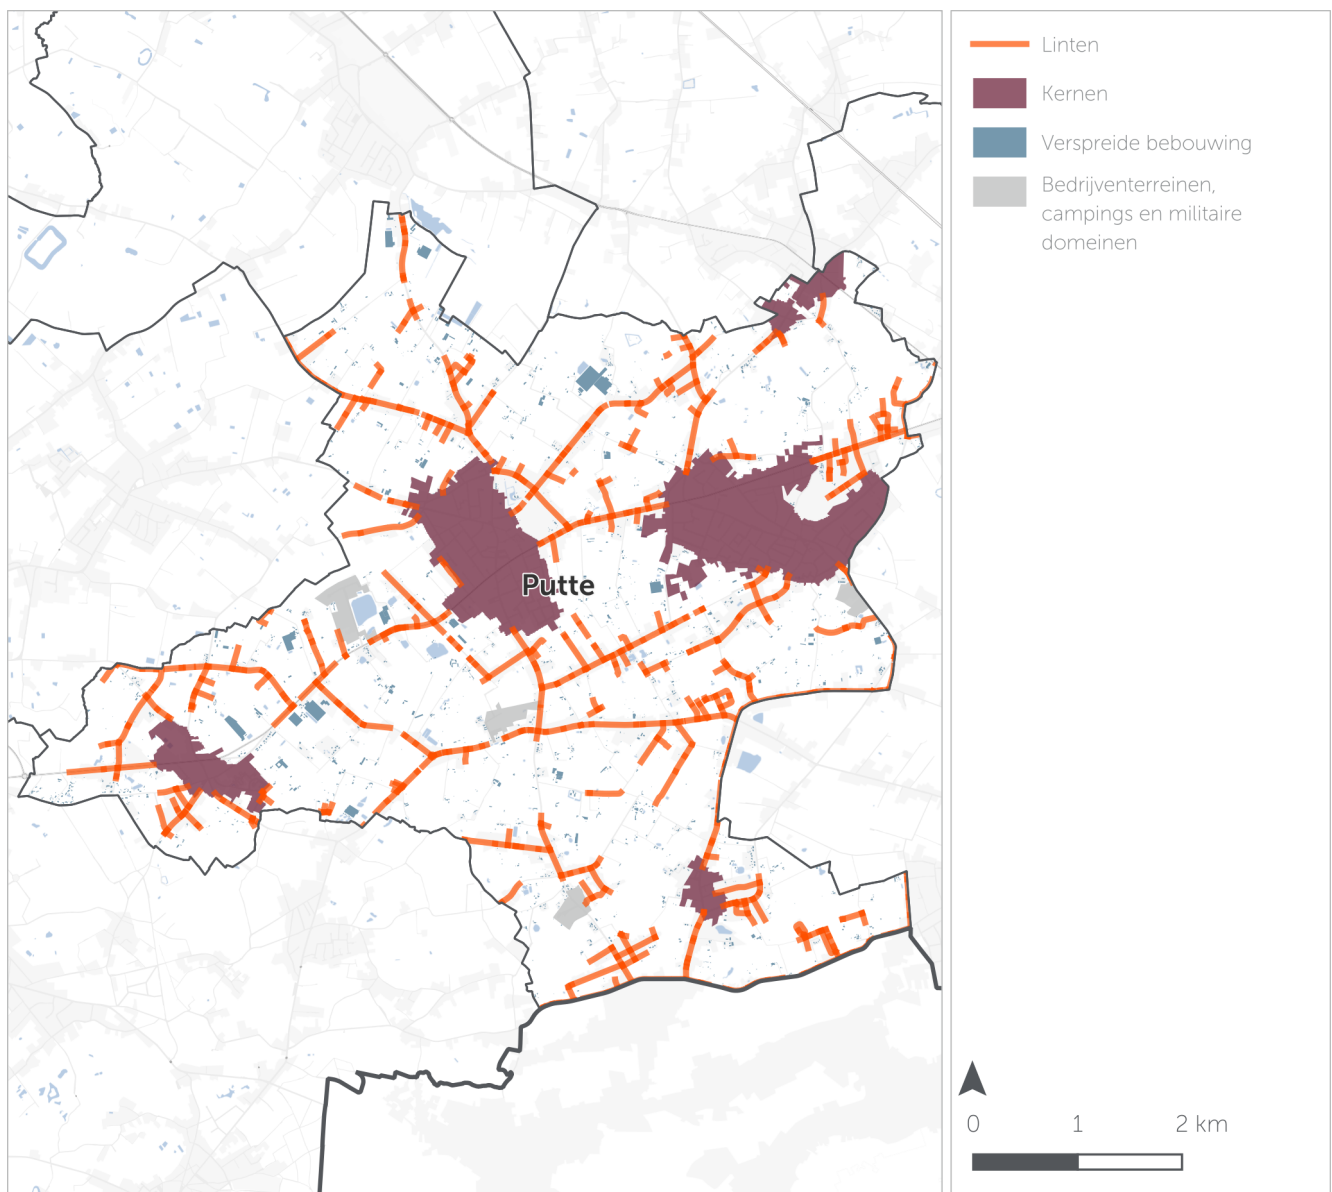 Linten
Kernen
Verspreide bebouwing
Bedrijventerreinen,
campings en militaire
domeinen
Putte
0 1 2 km